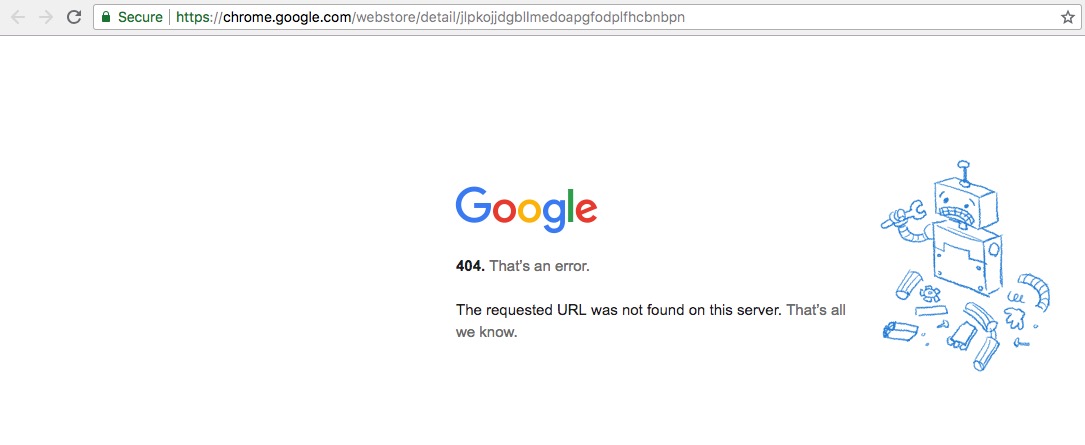 Secure https://chrome.google.com/webstore/detail/jlpkojjdgbllmedoapgfodplfhcbnbpn
Google
404. That's an error.
The requested URL was not found on this server. That's all
we know.